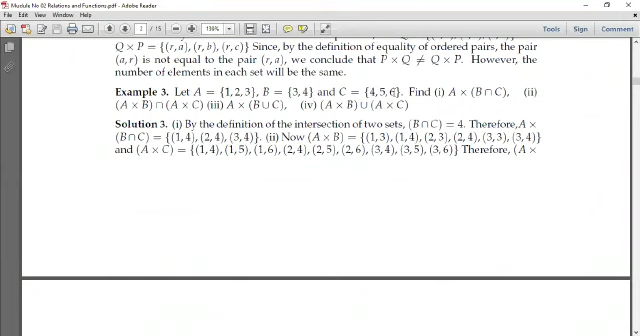 Module No 02 Relations and Functions.pdf - Adobe Reader
File Edit View Window Help
1 / 15 139% Tools Sign Comment
Q × P = {(r, a), (r, b), (r, c)} Since, by the definition of equality of ordered pairs, the pair
(a, r) is not equal to the pair (r, a), we conclude that P × Q ≠ Q × P. However, the
number of elements in each set will be the same.
Example 3. Let A = {1, 2, 3}, B = {3, 4} and C = {4, 5, 6}. Find (i) A × (B ∩ C), (ii)
(A × B) ∩ (A × C) (iii) A × (B ∪ C), (iv) (A × B) ∪ (A × C)
Solution 3. (i) By the definition of the intersection of two sets, (B ∩ C) = 4. Therefore, A ×
(B ∩ C) = {(1, 4), (2, 4), (3, 4)}. (ii) Now (A × B) = {(1, 3), (1, 4), (2, 3), (2, 4), (3, 3), (3, 4)}
and (A × C) = {(1, 4), (1, 5), (1, 6), (2, 4), (2, 5), (2, 6), (3, 4), (3, 5), (3, 6)} Therefore, (A ×